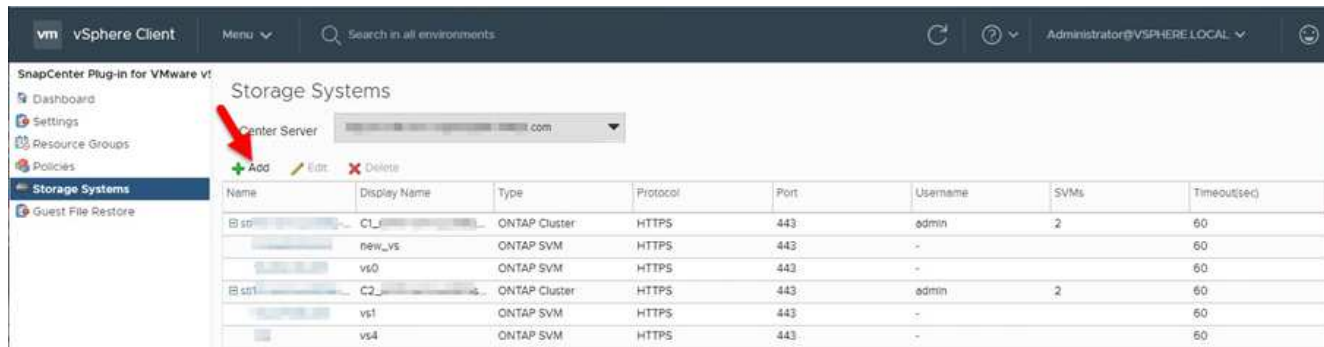 vm vSphere Client Menu Search in all environments Administrator@VSPHERE.LOCAL
SnapCenter Plug-in for VMware vS
Dashboard
Settings
Resource Groups
Policies
Storage Systems
Guest File Restore
Storage Systems
Center Server com
Add Edit Delete
Name Display Name Type Protocol Port Username SVMs Timeout(sec)
C1_ ONTAP Cluster HTTPS 443 admin 2 60
new_vs ONTAP SVM HTTPS 443 - 60
vs0 ONTAP SVM HTTPS 443 - 60
C2_ ONTAP Cluster HTTPS 443 admin 2 60
vs1 ONTAP SVM HTTPS 443 - 60
vs4 ONTAP SVM HTTPS 443 - 60